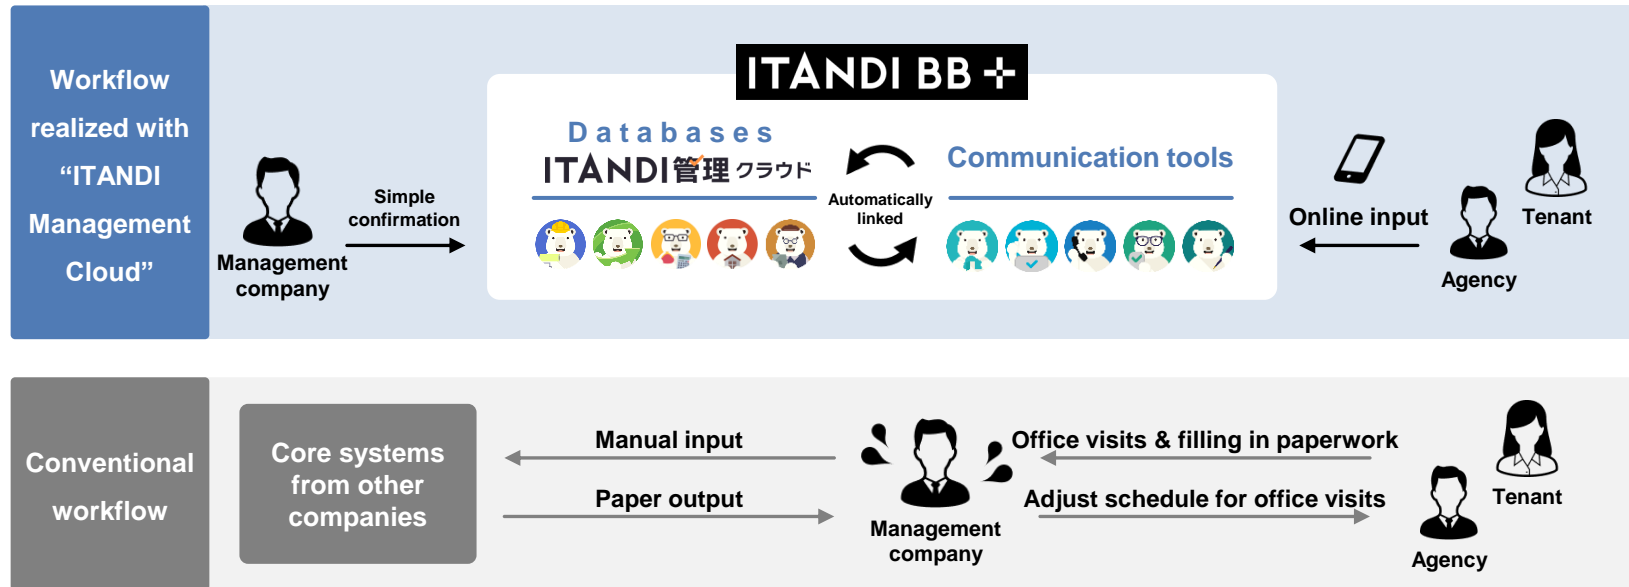 Workflow
realized with
“ITANDI
Management
Cloud”
Management
company
Simple
confirmation
ITANDI BB +
Databases
ITANDI管理クラウド
Automatically
linked
Communication tools
Online input
Tenant
Agency
Conventional
workflow
Core systems
from other
companies
Manual input
Paper output
Management
company
Office visits & filling in paperwork
Adjust schedule for office visits
Tenant
Agency